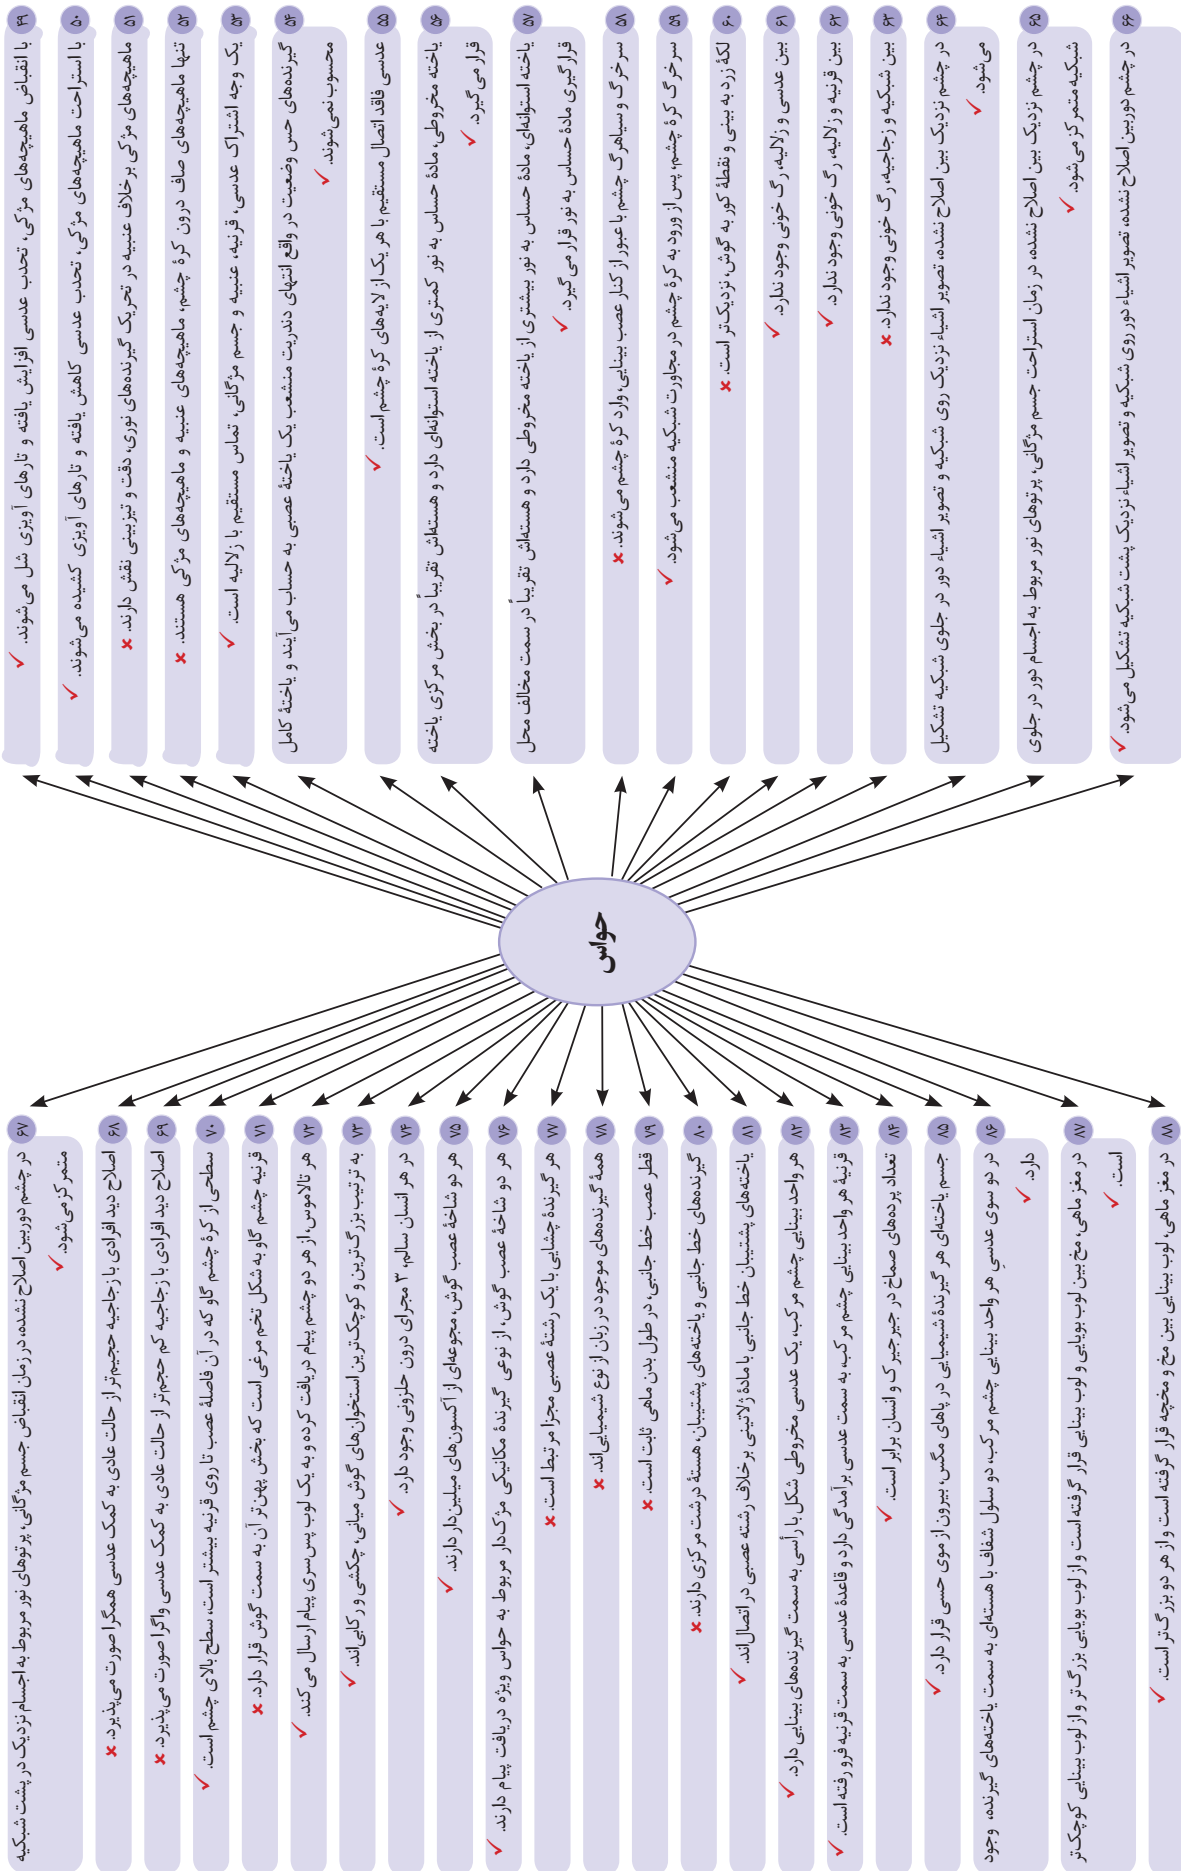 ۴۹ با انقباض ماهیچه‌های مژکی، تحدب عدسی افزایش یافته و تارهای آویزی شل می‌شوند. ✓
۵۰ با استراحت ماهیچه‌های مژکی، تحدب عدسی کاهش یافته و تارهای آویزی کشیده می‌شوند. ✓
۵۱ ماهیچه‌های مژکی برخلاف عنبیه در تحریک گیرنده‌های نوری، دقت و تیزبینی نقش دارند. ×
۵۲ تنها ماهیچه‌های صاف درون کرۀ چشم، ماهیچه‌های عنبیه و ماهیچه‌های مژکی هستند. ×
۵۳ یک وجه اشتراک عدسی، قرنیه، عنبیه و جسم مژگانی، تماس مستقیم با زلالیه است. ✓
۵۴ گیرنده‌های حس وضعیت در واقع انتهای دندریت منشعب یک یاختۀ عصبی به حساب می‌آیند و یاختۀ کامل
محسوب نمی‌شوند. ✓
۵۵ عدسی فاقد اتصال مستقیم با هر یک از لایه‌های کرۀ چشم است. ✓
۵۶ یاخته مخروطی، مادۀ حساس به نور کمتری از یاخته استوانه‌ای دارد و هسته‌اش تقریباً در بخش مرکزی یاخته
قرار می‌گیرد. ✓
۵۷ یاخته استوانه‌ای، مادۀ حساس به نور بیشتری از یاخته مخروطی دارد و هسته‌اش تقریباً در سمت مخالف محل
قرارگیری مادۀ حساس به نور قرار می‌گیرد. ✓
۵۸ سرخرگ و سیاهرگ چشم با عبور از کنار عصب بینایی، وارد کرۀ چشم می‌شوند. ×
۵۹ سرخرگ کرۀ چشم، پس از ورود به کرۀ چشم در مجاورت شبکیه منشعب می‌شود. ✓
۶۰ لکۀ زرد به بینی و نقطۀ کور به گوش، نزدیک‌تر است. ×
۶۱ بین عدسی و زلالیه، رگ خونی وجود ندارد. ✓
۶۲ بین قرنیه و زلالیه، رگ خونی وجود ندارد. ✓
۶۳ بین شبکیه و زجاجیه، رگ خونی وجود ندارد. ×
۶۴ در چشم نزدیک بین اصلاح نشده، تصویر اشیاء نزدیک روی شبکیه و تصویر اشیاء دور در جلوی شبکیه تشکیل
می‌شود. ✓
۶۵ در چشم نزدیک بین اصلاح نشده، در زمان استراحت جسم مژگانی، پرتوهای نور مربوط به اجسام دور در جلوی
شبکیه متمرکز می‌شود. ✓
۶۶ در چشم دوربین اصلاح نشده، تصویر اشیاء دور روی شبکیه و تصویر اشیاء نزدیک پشت شبکیه تشکیل می‌شود. ✓
حواس
۶۷ در چشم دوربین اصلاح نشده، در زمان انقباض جسم مژگانی، پرتوهای نور مربوط به اجسام نزدیک در پشت شبکیه
متمرکز می‌شود. ✓
۶۸ اصلاح دید افرادی با زجاجیه حجیم‌تر از حالت عادی به کمک عدسی همگرا صورت می‌پذیرد. ×
۶۹ اصلاح دید افرادی با زجاجیه کم حجم‌تر از حالت عادی به کمک عدسی واگرا صورت می‌پذیرد. ×
۷۰ سطحی از کرۀ چشم گاو که در آن فاصلۀ عصب تا روی قرنیه بیشتر است، سطح بالای چشم است. ✓
۷۱ قرنیه چشم گاو به شکل تخم مرغی است که بخش پهن‌تر آن به سمت گوش قرار دارد. ×
۷۲ هر تالاموس، از هر دو چشم پیام دریافت کرده و به یک لوب پس‌سری پیام ارسال می‌کند. ✓
۷۳ به ترتیب بزرگ‌ترین و کوچک‌ترین استخوان‌های گوش میانی، چکشی و رکابی‌اند. ✓
۷۴ در هر انسان سالم، ۳ مجرای درون حلزونی وجود دارد. ✓
۷۵ هر دو شاخۀ عصب گوش، مجموعه‌ای از آکسون‌های میلین‌دار دارند. ✓
۷۶ هر دو شاخۀ عصب گوش، از نوعی گیرندۀ مکانیکی مژک‌دار مربوط به حواس ویژه دریافت پیام دارند. ✓
۷۷ هر گیرندۀ چشایی با یک رشتۀ عصبی مجزا مرتبط است. ×
۷۸ همۀ گیرنده‌های موجود در زبان از نوع شیمیایی‌اند. ×
۷۹ قطر عصب خط جانبی، در طول بدن ماهی ثابت است. ×
۸۰ گیرنده‌های خط جانبی و یاخته‌های پشتیبان، هستۀ درشت مرکزی دارند. ×
۸۱ یاخته‌های پشتیبان خط جانبی با مادۀ ژلاتینی برخلاف رشته عصبی در اتصال‌اند. ✓
۸۲ هر واحد بینایی چشم مرکب، یک عدسی مخروطی شکل با رأسی به سمت گیرنده‌های بینایی دارد. ✓
۸۳ قرنیۀ هر واحد بینایی چشم مرکب، به سمت عدسی برآمدگی دارد و قاعدۀ عدسی به سمت قرنیه فرو رفته است. ✓
۸۴ تعداد پرده‌های صماخ در جیرجیرک و انسان برابر است. ✓
۸۵ جسم یاخته‌ای هر گیرندۀ شیمیایی در پاهای مگس، بیرون از موی حسی قرار دارد. ✓
۸۶ در دو سوی عدسیِ هر واحد بینایی چشم مرکب، دو سلول شفاف با هسته‌ای به سمت یاخته‌های گیرنده، وجود
دارد. ✓
۸۷ در مغز ماهی، مخ بین لوب بویایی و لوب بینایی قرار گرفته است و از لوب بویایی بزرگ‌تر و از لوب بینایی کوچک‌تر
است. ✓
۸۸ در مغز ماهی، لوب بینایی بین مخ و مخچه قرار گرفته است و از هر دو بزرگ‌تر است. ✓